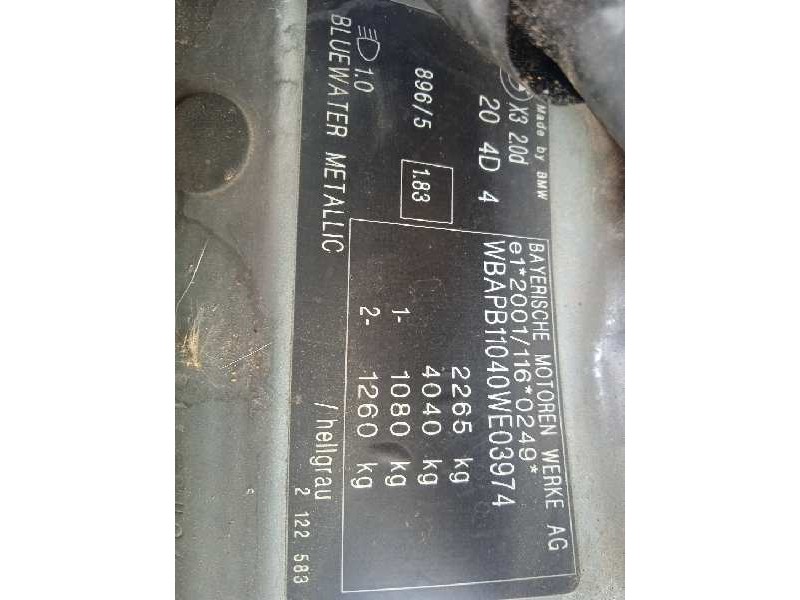 Made by BMW
X3 2.0d
20 4D 4
BAYERISCHE MOTOREN WERKE AG
e1*2001/116*0249*
WBAPB11040WE03974
2265 kg
4040 kg
1- 1080 kg
2- 1260 kg
896/5 1.83
1.0
BLUEWATER METALLIC /hellgrau
2 122 583